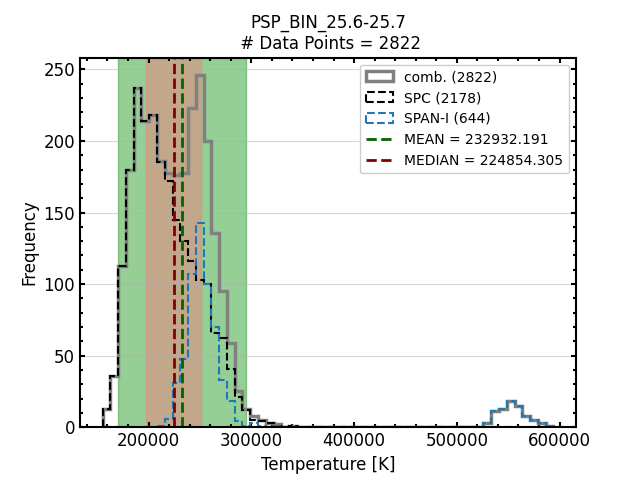 PSP_BIN_25.6-25.7
# Data Points = 2822
comb. (2822)
SPC (2178)
SPAN-I (644)
MEAN = 232932.191
MEDIAN = 224854.305
Frequency
250
200
150
100
50
0
200000 300000 400000 500000 600000
Temperature [K]